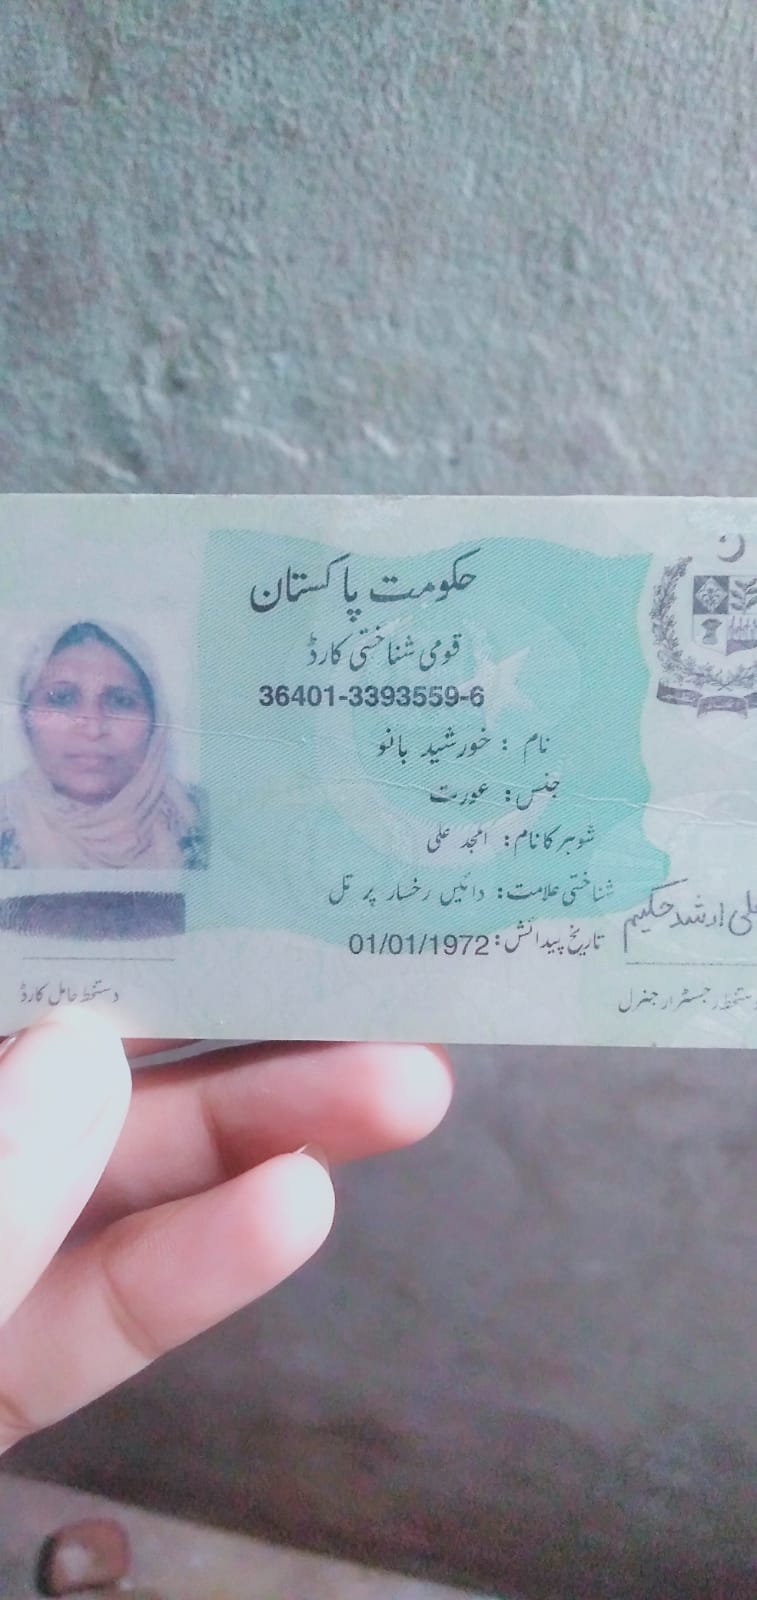 حکومت پاکستان
قومی شناختی کارڈ
36401-3393559-6
نام : خورشید بانو
جنس: عورت
شوہر کا نام: امجد علی
شناختی علامت: دائیں رخسار پر تل
تاریخ پیدائش: 01/01/1972
ارشد حکیم
دستخط رجسٹرار جنرل
دستخط حامل کارڈ